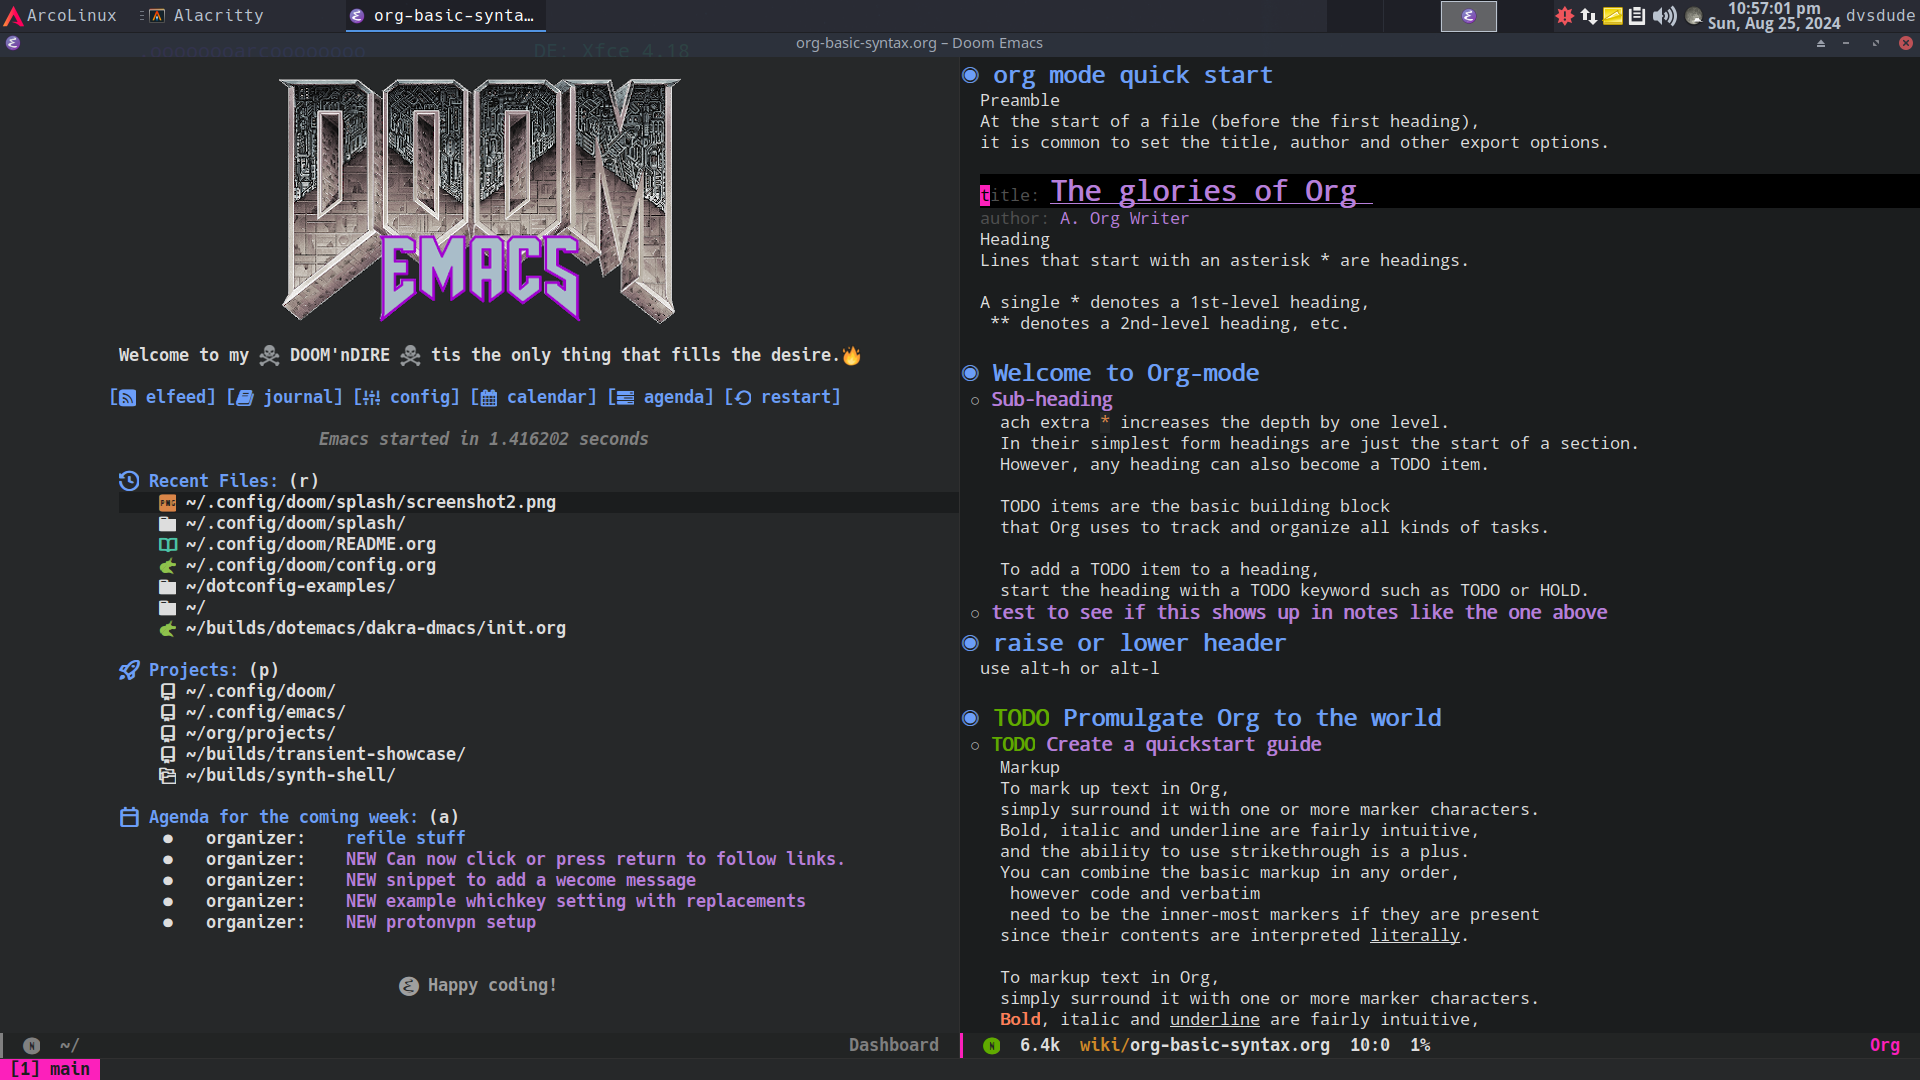 ArcoLinux
Alacritty
org-basic-synta…
10:57:01 pm
Sun, Aug 25, 2024
dvsdude
DE: Xfce 4.18
org-basic-syntax.org – Doom Emacs
DOOM
EMACS
Welcome to my ☠ DOOM'nDIRE ☠ tis the only thing that fills the desire.🔥
[ elfeed] [ journal] [ config] [ calendar] [ agenda] [ restart]
Emacs started in 1.416202 seconds
Recent Files: (r)
PNG ~/.config/doom/splash/screenshot2.png
~/.config/doom/splash/
~/.config/doom/README.org
~/.config/doom/config.org
~/dotconfig-examples/
~/
~/builds/dotemacs/dakra-dmacs/init.org
Projects: (p)
~/.config/doom/
~/.config/emacs/
~/org/projects/
~/builds/transient-showcase/
~/builds/synth-shell/
Agenda for the coming week: (a)
● organizer: refile stuff
● organizer: NEW Can now click or press return to follow links.
● organizer: NEW snippet to add a wecome message
● organizer: NEW example whichkey setting with replacements
● organizer: NEW protonvpn setup
Happy coding!
N ~/ Dashboard
◉ org mode quick start
Preamble
At the start of a file (before the first heading),
it is common to set the title, author and other export options.
title: The glories of Org
author: A. Org Writer
Heading
Lines that start with an asterisk * are headings.
A single * denotes a 1st-level heading,
** denotes a 2nd-level heading, etc.
◉ Welcome to Org-mode
○ Sub-heading
ach extra * increases the depth by one level.
In their simplest form headings are just the start of a section.
However, any heading can also become a TODO item.
TODO items are the basic building block
that Org uses to track and organize all kinds of tasks.
To add a TODO item to a heading,
start the heading with a TODO keyword such as TODO or HOLD.
○ test to see if this shows up in notes like the one above
◉ raise or lower header
use alt-h or alt-l
◉ TODO Promulgate Org to the world
○ TODO Create a quickstart guide
Markup
To mark up text in Org,
simply surround it with one or more marker characters.
Bold, italic and underline are fairly intuitive,
and the ability to use strikethrough is a plus.
You can combine the basic markup in any order,
however code and verbatim
need to be the inner-most markers if they are present
since their contents are interpreted literally.
To markup text in Org,
simply surround it with one or more marker characters.
Bold, italic and underline are fairly intuitive,
N 6.4k wiki/org-basic-syntax.org 10:0 1% Org
[1] main